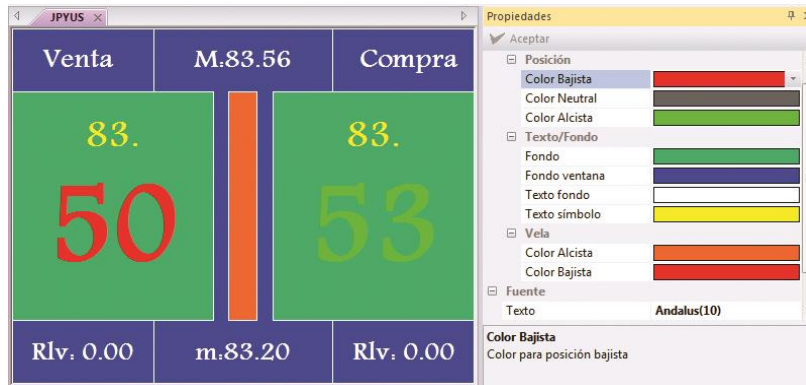 JPYUS
Venta M:83.56 Compra
83. 83.
50 53
Rlv: 0.00 m:83.20 Rlv: 0.00
Propiedades
Aceptar
Posición
Color Bajista
Color Neutral
Color Alcista
Texto/Fondo
Fondo
Fondo ventana
Texto fondo
Texto símbolo
Vela
Color Alcista
Color Bajista
Fuente
Texto Andalus(10)
Color Bajista
Color para posición bajista